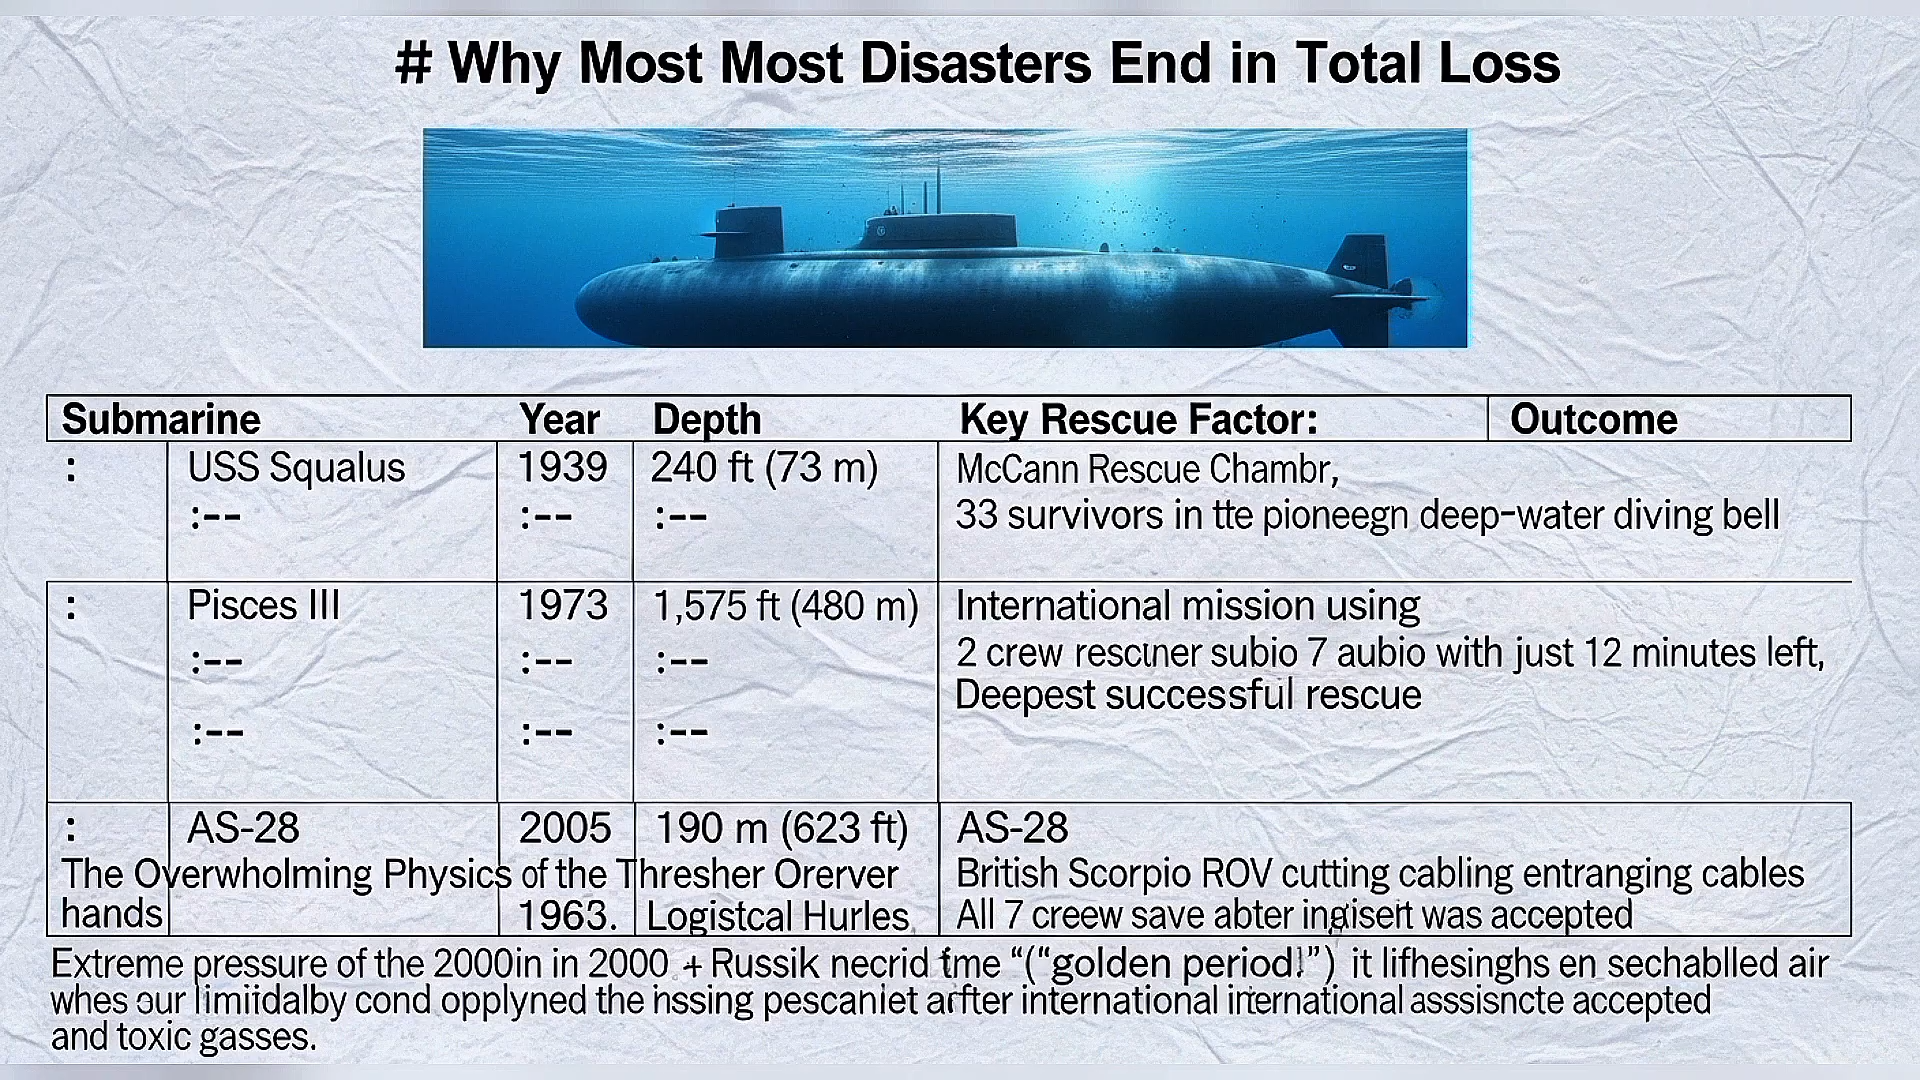 # Why Most Most Disasters End in Total Loss
Submarine Year Depth Key Rescue Factor: Outcome
: USS Squalus 1939 240 ft (73 m) McCann Rescue Chambr,
:-- :-- :-- 33 survivors in tte pioneegn deep-water diving bell
: Pisces III 1973 1,575 ft (480 m) International mission using
:-- :-- :-- 2 crew rescɩner subio 7 aubio with just 12 minutes left,
Deepest successful rescue
:-- :-- :--
: AS-28 2005 190 m (623 ft) AS-28
The Overwholming Physics of the Thresher Orerver British Scorpio ROV cutting cabling entranging cables
hands 1963. Logistcal Hurles, All 7 creew save abter ingisert was accepted
Extreme pressure of the 2000in in 2000 + Russik necrid fme “(“golden period!”) it lifhesinghs en sechablled air
whes our limitdalby cond opplyned the hssing pescaniet arfter international international asssisncte accepted
and toxic gasses.